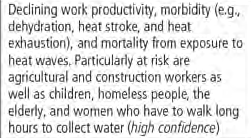 Declining work productivity, morbidity (e.g.,
dehydration, heat stroke, and heat
exhaustion), and mortality from exposure to
heat waves. Particularly at risk are
agricultural and construction workers as
well as children, homeless people, the
elderly, and women who have to walk long
hours to collect water (high confidence)